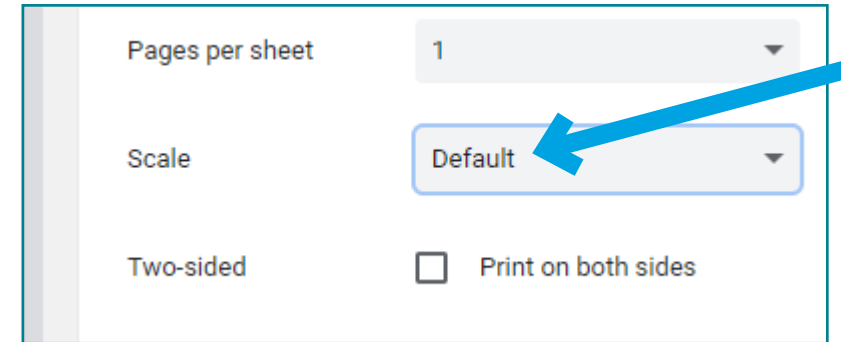 Pages per sheet 1
Scale Default
Two-sided Print on both sides